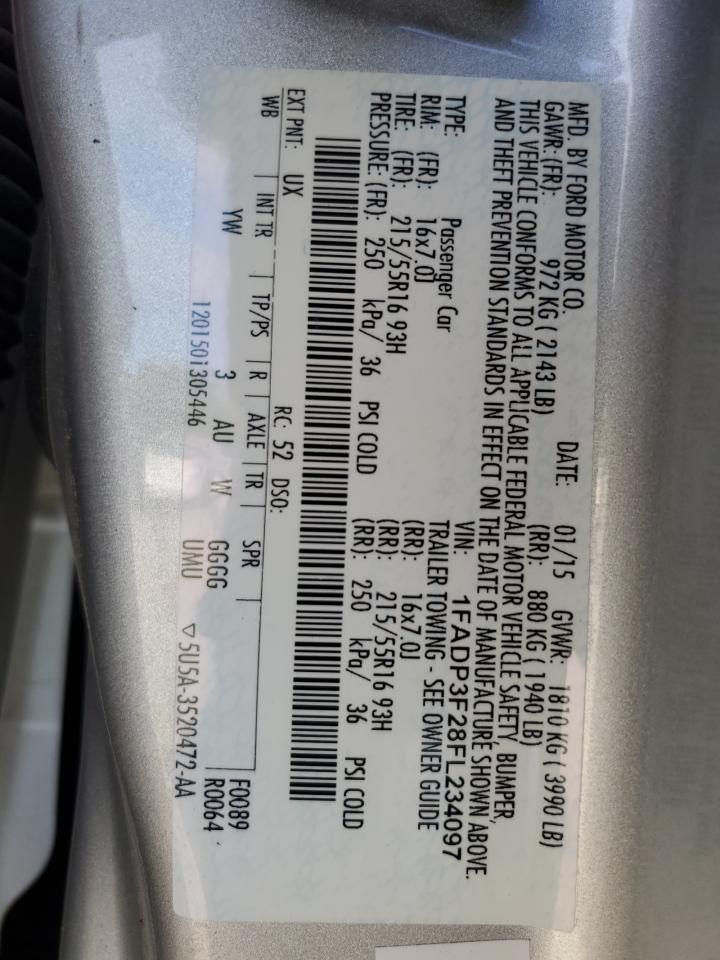 MFD. BY FORD MOTOR CO.
DATE: 01/15 GVWR: 1810 KG ( 3990 LB)
GAWR: (FR): 972 KG ( 2143 LB) (RR): 880 KG ( 1940 LB)
THIS VEHICLE CONFORMS TO ALL APPLICABLE FEDERAL MOTOR VEHICLE SAFETY, BUMPER,
AND THEFT PREVENTION STANDARDS IN EFFECT ON THE DATE OF MANUFACTURE SHOWN ABOVE.
VIN: 1FADP3F28FL234097
TYPE: Passenger Car TRAILER TOWING - SEE OWNER GUIDE
RIM: (FR): 16x7.0J (RR): 16x7.0J
TIRE: (FR): 215/55R16 93H (RR): 215/55R16 93H
PRESSURE: (FR): 250 kPa/ 36 PSI COLD (RR): 250 kPa/ 36 PSI COLD
EXT PNT: UX RC: 52 DSO:
WB INT TR TP/PS R AXLE TR SPR
YW 3 AU W GGGG F0089
UMU R0064
1201501305446 ▽ 5U5A-3520472-AA